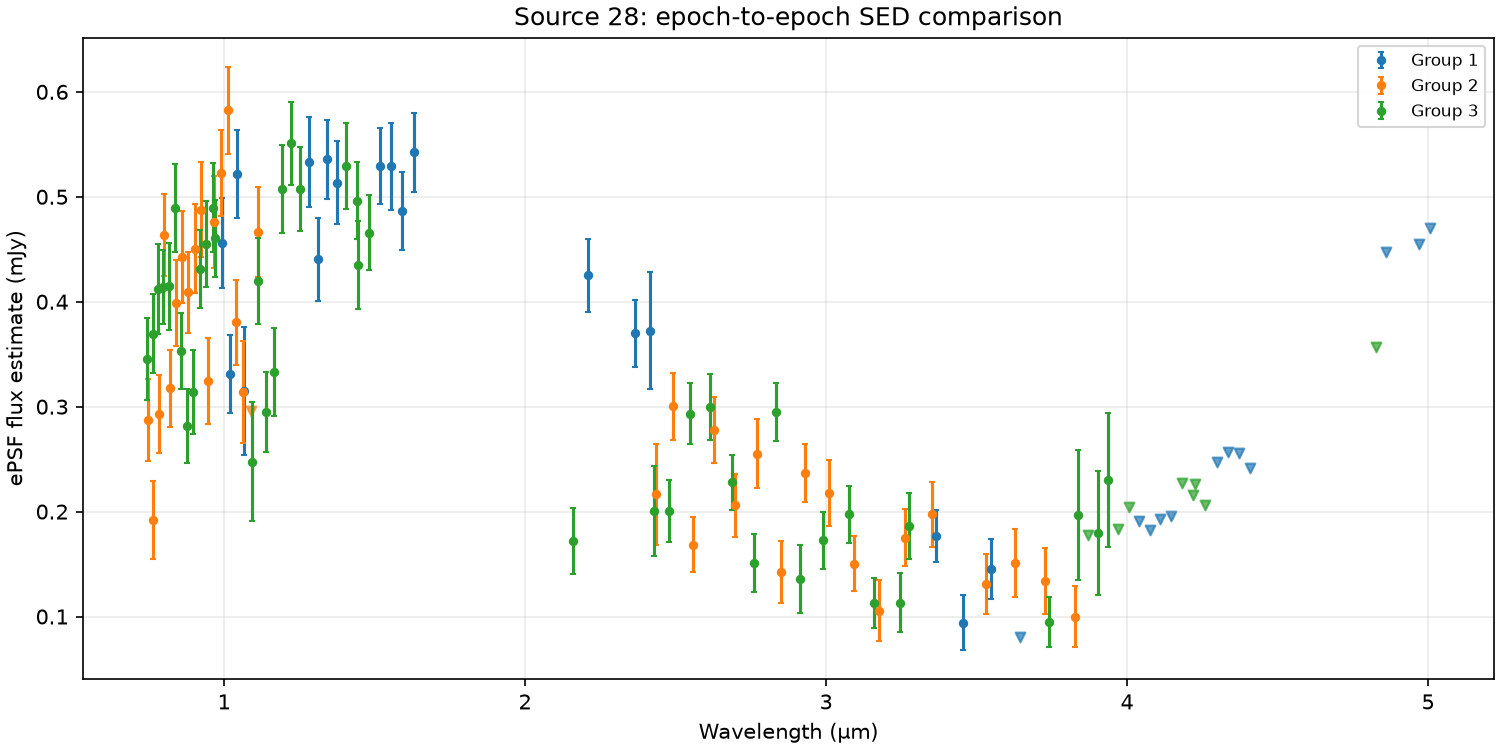 Source 28: epoch-to-epoch SED comparison
ePSF flux estimate (mJy)
0.6
0.5
0.4
0.3
0.2
0.1
Group 1
Group 2
Group 3
1 2 3 4 5
Wavelength (μm)